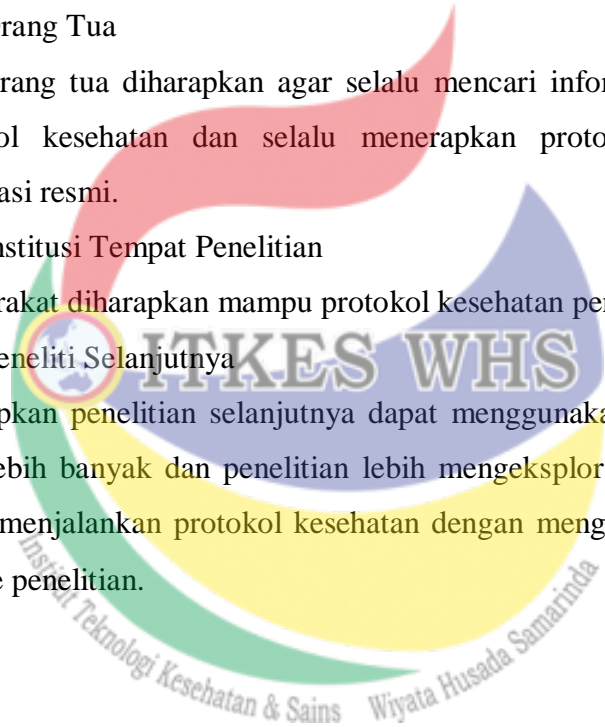 rang Tua
rang tua diharapkan agar selalu mencari infor
ol kesehatan dan selalu menerapkan proto
asi resmi.
nstitusi Tempat Penelitian
rakat diharapkan mampu protokol kesehatan per
eneliti Selanjutnya
ITKES WHS
pkan penelitian selanjutnya dapat menggunaka
ebih banyak dan penelitian lebih mengeksplor
menjalankan protokol kesehatan dengan meng
e penelitian.
Institut Teknologi Kesehatan & Sains Wiyata Husada Samarinda